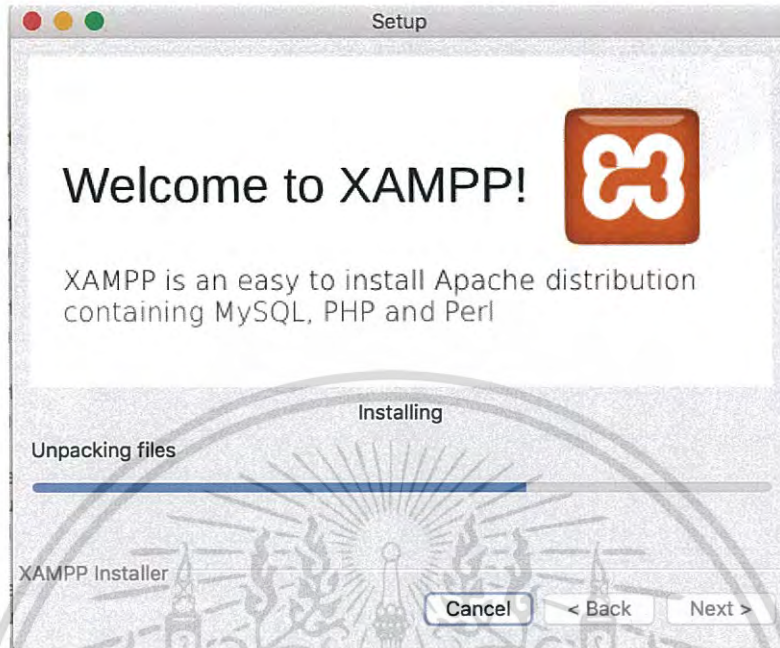 Setup
Welcome to XAMPP!
XAMPP is an easy to install Apache distribution
containing MySQL, PHP and Perl
Installing
Unpacking files
XAMPP Installer
Cancel
< Back
Next >